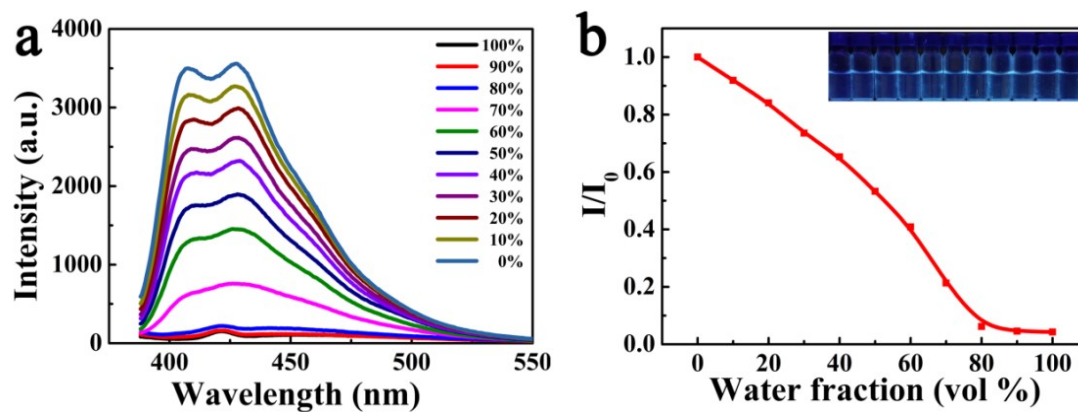 a
4000
3000
2000
1000
0
400 450 500 550
Intensity (a.u.)
Wavelength (nm)
100%
90%
80%
70%
60%
50%
40%
30%
20%
10%
0%
b
1.0
0.8
0.6
0.4
0.2
0.0
0 20 40 60 80 100
I/I0
Water fraction (vol %)